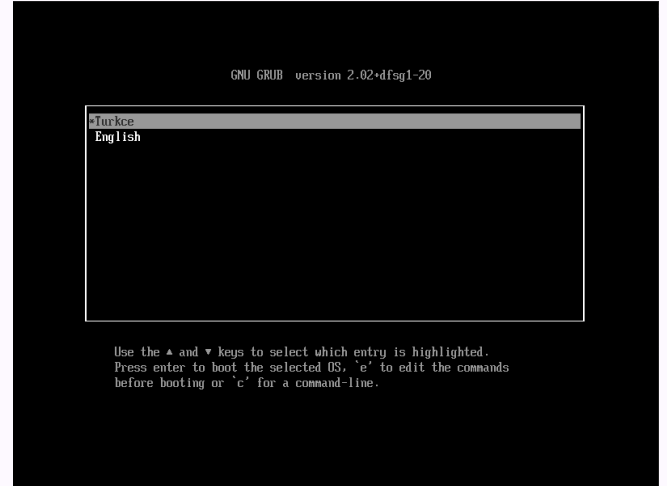 GNU GRUB  version 2.02+dfsg1-20
*Turkce
English
Use the ▲ and ▼ keys to select which entry is highlighted.
Press enter to boot the selected OS, `e' to edit the commands
before booting or `c' for a command-line.